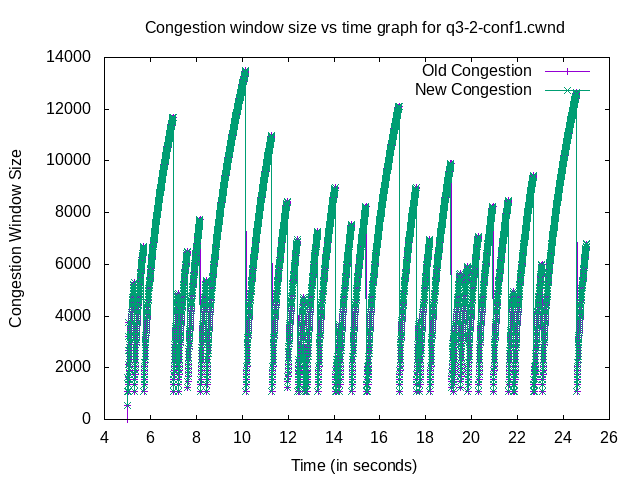 Congestion window size vs time graph for q3-2-conf1.cwnd
14000
12000
10000
8000
6000
4000
2000
0
Congestion Window Size
Old Congestion
New Congestion
4 6 8 10 12 14 16 18 20 22 24 26
Time (in seconds)